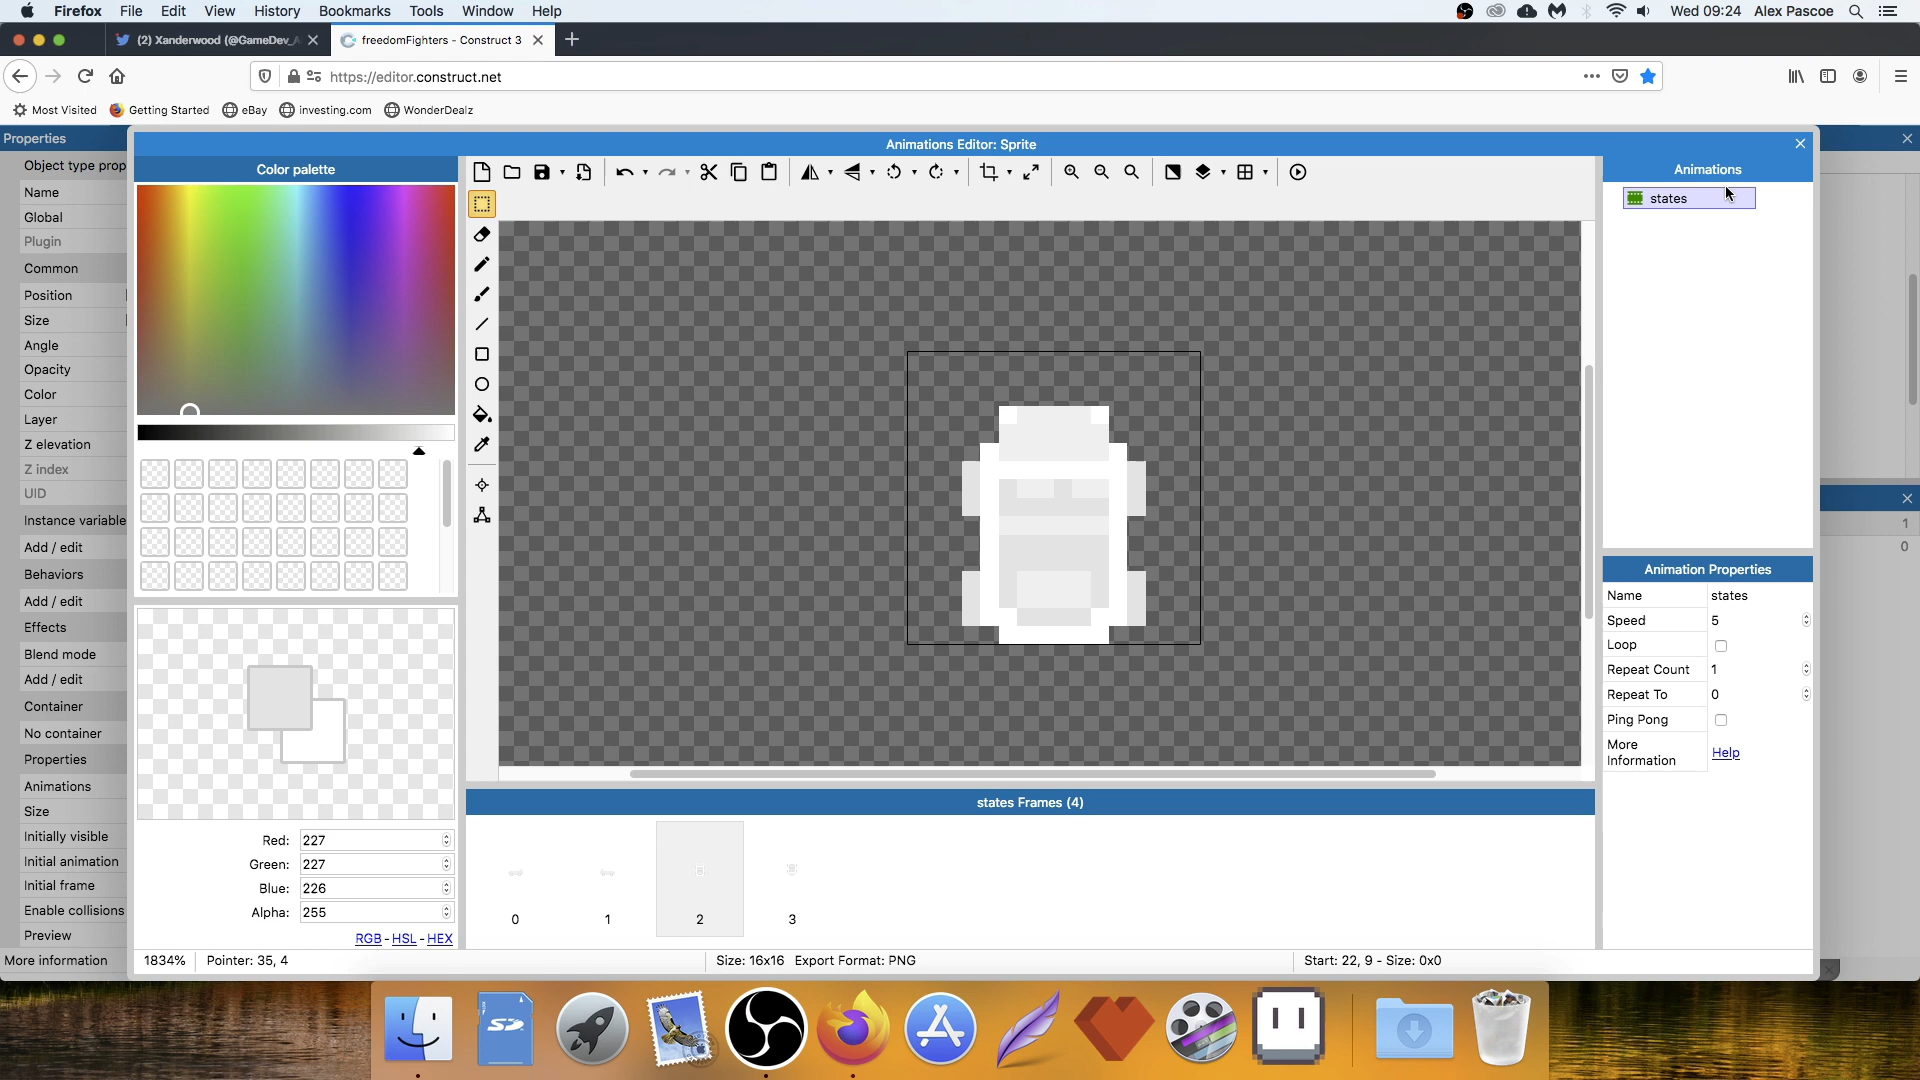 Firefox File Edit View History Bookmarks Tools Window Help Wed 09:24 Alex Pascoe
(2) Xanderwood (@GameDev_A freedomFighters - Construct 3
https://editor.construct.net
Most Visited Getting Started eBay investing.com WonderDealz
Properties
Animations Editor: Sprite
Object type prop
Name
Global
Plugin
Common
Position
Size
Angle
Opacity
Color
Layer
Z elevation
Z index
UID
Instance variable
Add / edit
Behaviors
Add / edit
Effects
Blend mode
Add / edit
Container
No container
Properties
Animations
Size
Initially visible
Initial animation
Initial frame
Enable collisions
Preview
More information
Color palette
Red: 227
Green: 227
Blue: 226
Alpha: 255
RGB - HSL - HEX
1834% Pointer: 35, 4
states Frames (4)
0 1 2 3
Size: 16x16 Export Format: PNG
Start: 22, 9 - Size: 0x0
Animations
states
Animation Properties
Name states
Speed 5
Loop
Repeat Count 1
Repeat To 0
Ping Pong
More
Information Help
1
0